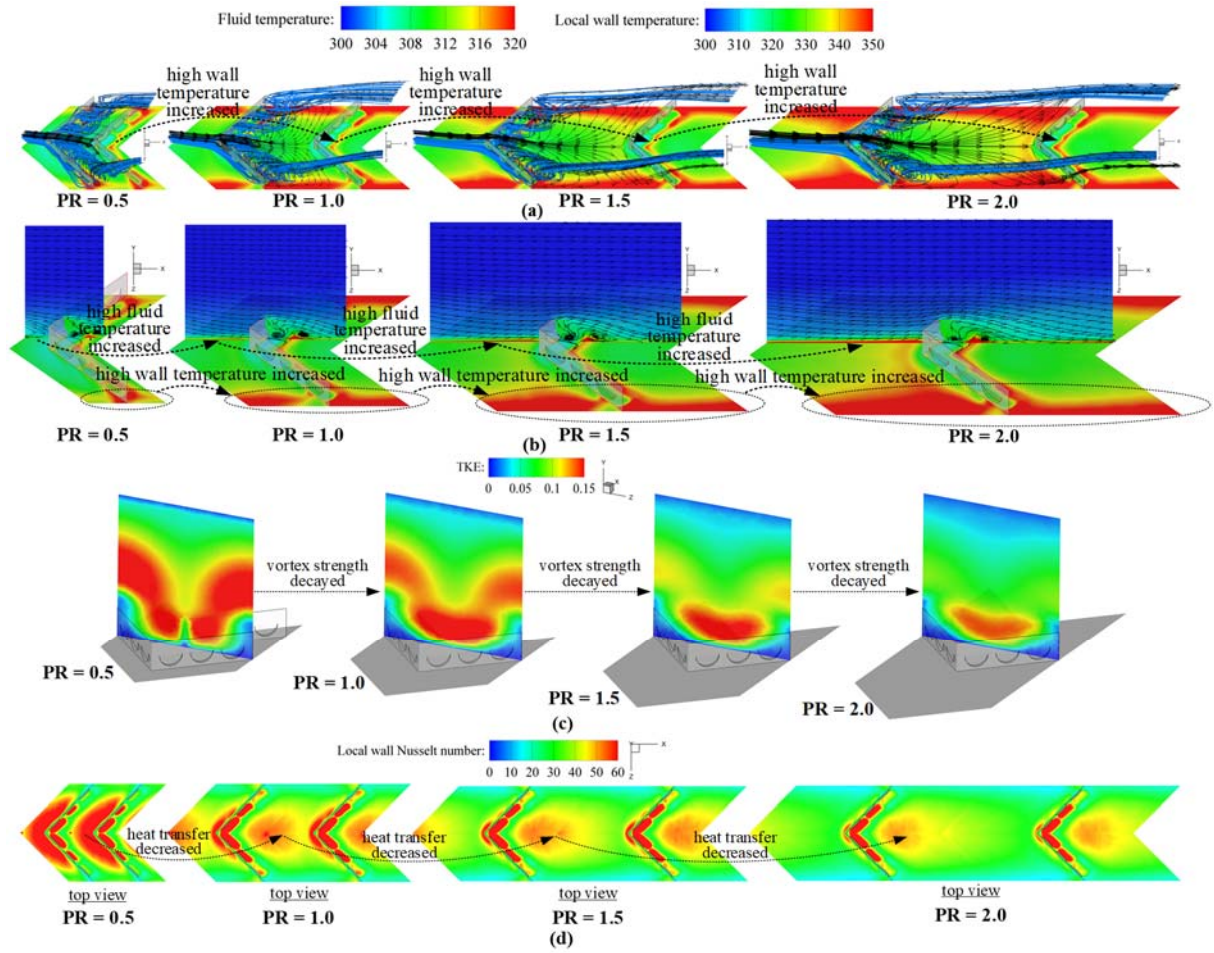 Fluid temperature:
300 304 308 312 316 320
Local wall temperature:
300 310 320 330 340 350
high wall
temperature
increased
high wall
temperature
increased
high wall
temperature
increased
PR = 0.5
PR = 1.0
PR = 1.5
PR = 2.0
(a)
high fluid
temperature
increased
high fluid
temperature
increased
high fluid
temperature
increased
high wall temperature increased
high wall temperature increased
high wall temperature increased
PR = 0.5
PR = 1.0
PR = 1.5
PR = 2.0
(b)
TKE:
0 0.05 0.1 0.15
Y
X
Z
vortex strength
decayed
vortex strength
decayed
vortex strength
decayed
PR = 0.5
PR = 1.0
PR = 1.5
PR = 2.0
(c)
Local wall Nusselt number:
0 10 20 30 40 50 60
X
Z
heat transfer
decreased
heat transfer
decreased
heat transfer
decreased
top view
PR = 0.5
top view
PR = 1.0
top view
PR = 1.5
top view
PR = 2.0
(d)